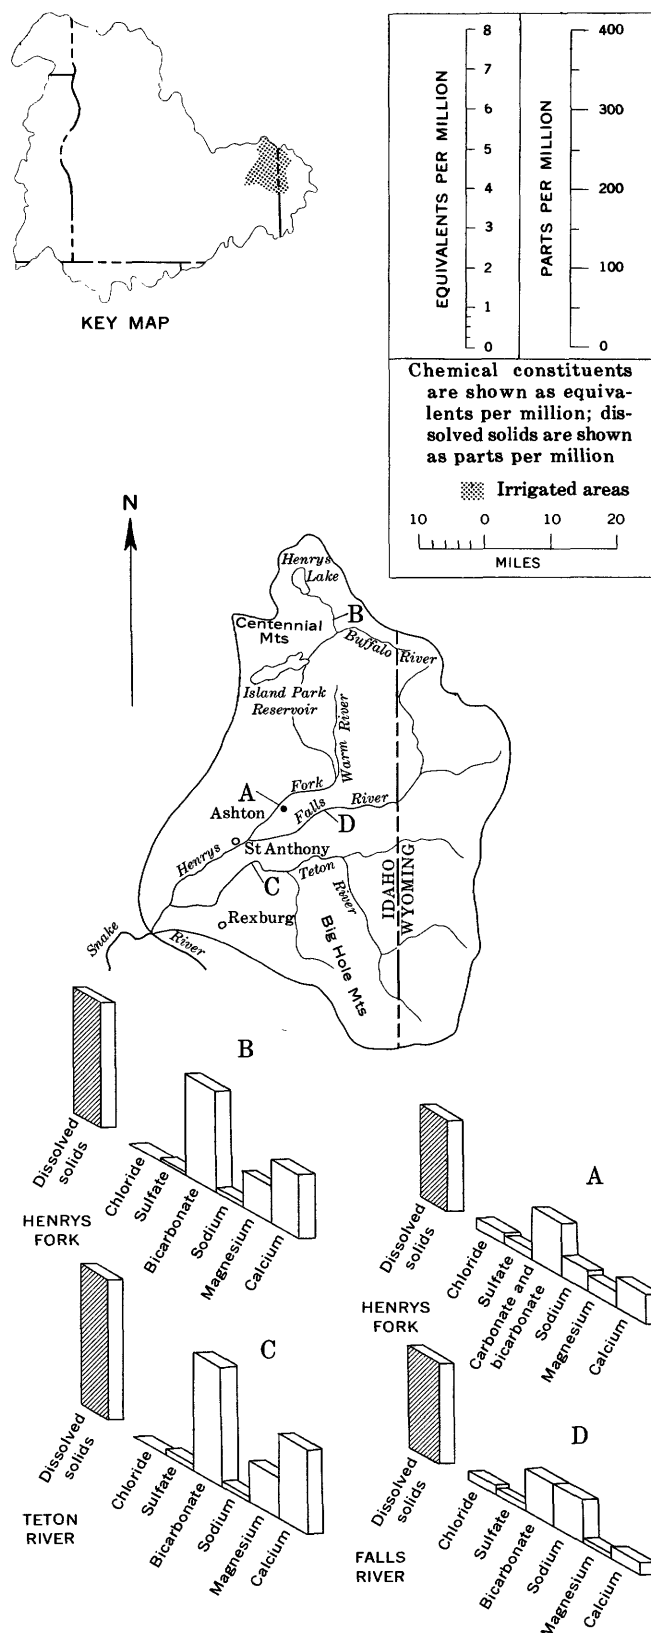 KEY MAP
EQUIVALENTS PER MILLION
8
7
6
5
4
3
2
1
0
PARTS PER MILLION
400
300
200
100
0
Chemical constituents
are shown as equiva-
lents per million; dis-
solved solids are shown
as parts per million
Irrigated areas
10 0 10 20
MILES
N
Henrys
Lake
B
Centennial
Mts
Buffalo River
Island Park
Reservoir
Warm River
A
Fork
Ashton
Falls River
D
Henrys
St Anthony
C
Teton
River
IDAHO
WYOMING
Rexburg
Big Hole Mts
Snake
River
B
Dissolved
solids
Chloride
Sulfate
Bicarbonate
Sodium
Magnesium
Calcium
HENRYS
FORK
A
Dissolved
solids
Chloride
Sulfate
Carbonate and
bicarbonate
Sodium
Magnesium
Calcium
HENRYS
FORK
C
Dissolved
solids
Chloride
Sulfate
Bicarbonate
Sodium
Magnesium
Calcium
TETON
RIVER
D
Dissolved
solids
Chloride
Sulfate
Bicarbonate
Sodium
Magnesium
Calcium
FALLS
RIVER